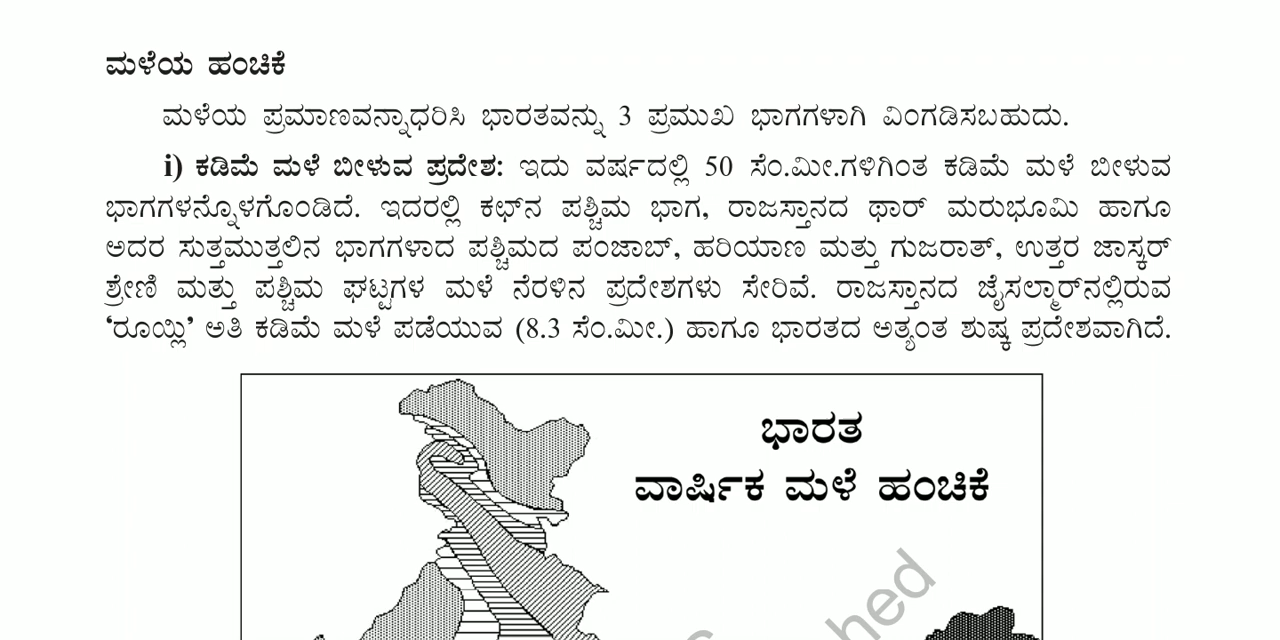 ಮಳೆಯ ಹಂಚಿಕೆ
ಮಳೆಯ ಪ್ರಮಾಣವನ್ನಾಧರಿಸಿ ಭಾರತವನ್ನು 3 ಪ್ರಮುಖ ಭಾಗಗಳಾಗಿ ವಿಂಗಡಿಸಬಹುದು.
i) ಕಡಿಮೆ ಮಳೆ ಬೀಳುವ ಪ್ರದೇಶ: ಇದು ವರ್ಷದಲ್ಲಿ 50 ಸೆಂ.ಮೀ.ಗಳಿಗಿಂತ ಕಡಿಮೆ ಮಳೆ ಬೀಳುವ
ಭಾಗಗಳನ್ನೊಳಗೊಂಡಿದೆ. ಇದರಲ್ಲಿ ಕಛ್‌ನ ಪಶ್ಚಿಮ ಭಾಗ, ರಾಜಸ್ತಾನದ ಥಾರ್ ಮರುಭೂಮಿ ಹಾಗೂ
ಅದರ ಸುತ್ತಮುತ್ತಲಿನ ಭಾಗಗಳಾದ ಪಶ್ಚಿಮದ ಪಂಜಾಬ್, ಹರಿಯಾಣ ಮತ್ತು ಗುಜರಾತ್, ಉತ್ತರ ಜಾಸ್ಕರ್
ಶ್ರೇಣಿ ಮತ್ತು ಪಶ್ಚಿಮ ಘಟ್ಟಗಳ ಮಳೆ ನೆರಳಿನ ಪ್ರದೇಶಗಳು ಸೇರಿವೆ. ರಾಜಸ್ತಾನದ ಜೈಸಲ್ಮಾರ್‌ನಲ್ಲಿರುವ
‘ರೂಯ್ಲಿ’ ಅತಿ ಕಡಿಮೆ ಮಳೆ ಪಡೆಯುವ (8.3 ಸೆಂ.ಮೀ.) ಹಾಗೂ ಭಾರತದ ಅತ್ಯಂತ ಶುಷ್ಕ ಪ್ರದೇಶವಾಗಿದೆ.
ಭಾರತ
ವಾರ್ಷಿಕ ಮಳೆ ಹಂಚಿಕೆ